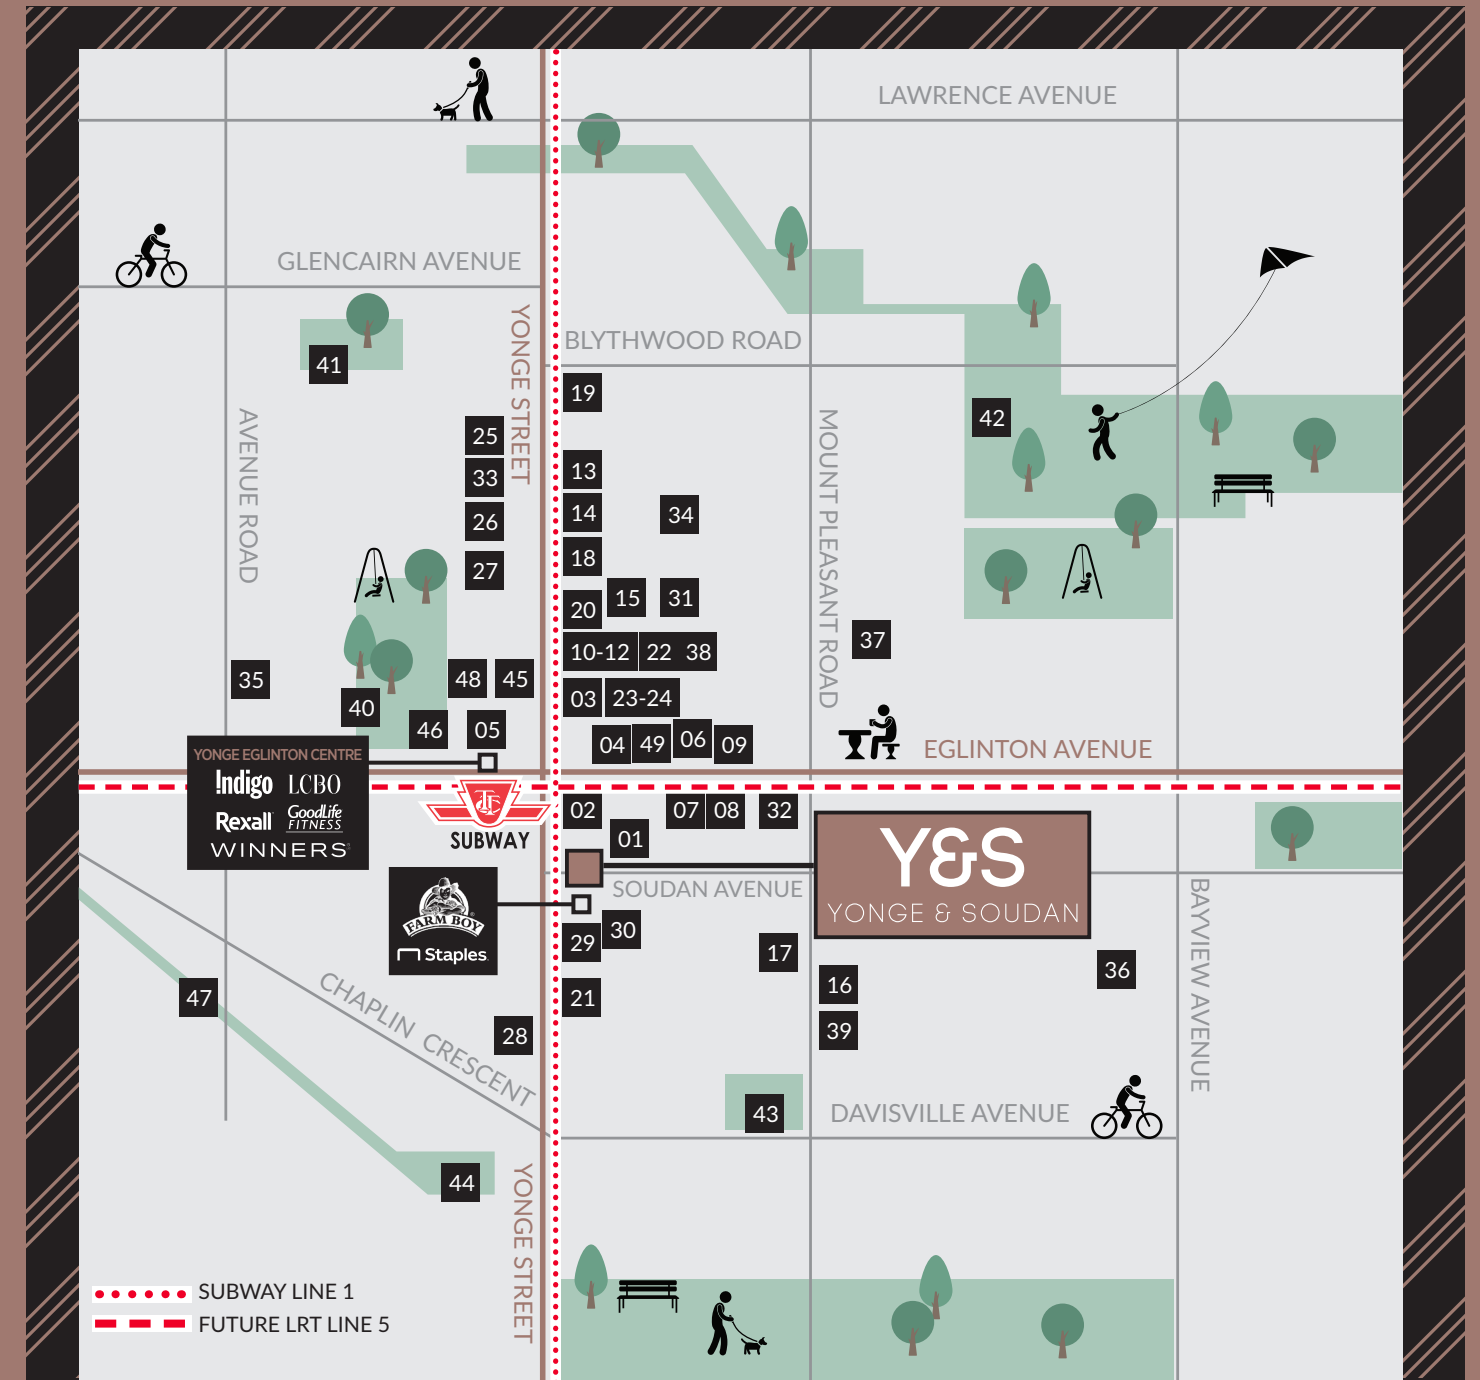 LAWRENCE AVENUE
GLENCAIRN AVENUE
YONGE STREET
BLYTHWOOD ROAD
41
19
AVENUE ROAD
MOUNT PLEASANT ROAD
42
25
33
26
27
13
14
18
34
20
15
31
10-12
22
38
37
35
48
45
03
23-24
40
46
05
04
49
06
09
EGLINTON AVENUE
YONGE EGLINTON CENTRE
Indigo
LCBO
Rexall
GoodLife
FITNESS
WINNERS
TTC
SUBWAY
02
07
08
32
01
Y&S
YONGE & SOUDAN
SOUDAN AVENUE
FARM BOY
Staples
29
30
17
16
36
BAYVIEW AVENUE
47
21
39
28
CHAPLIN CRESCENT
43
DAVISVILLE AVENUE
44
YONGE STREET
SUBWAY LINE 1
FUTURE LRT LINE 5